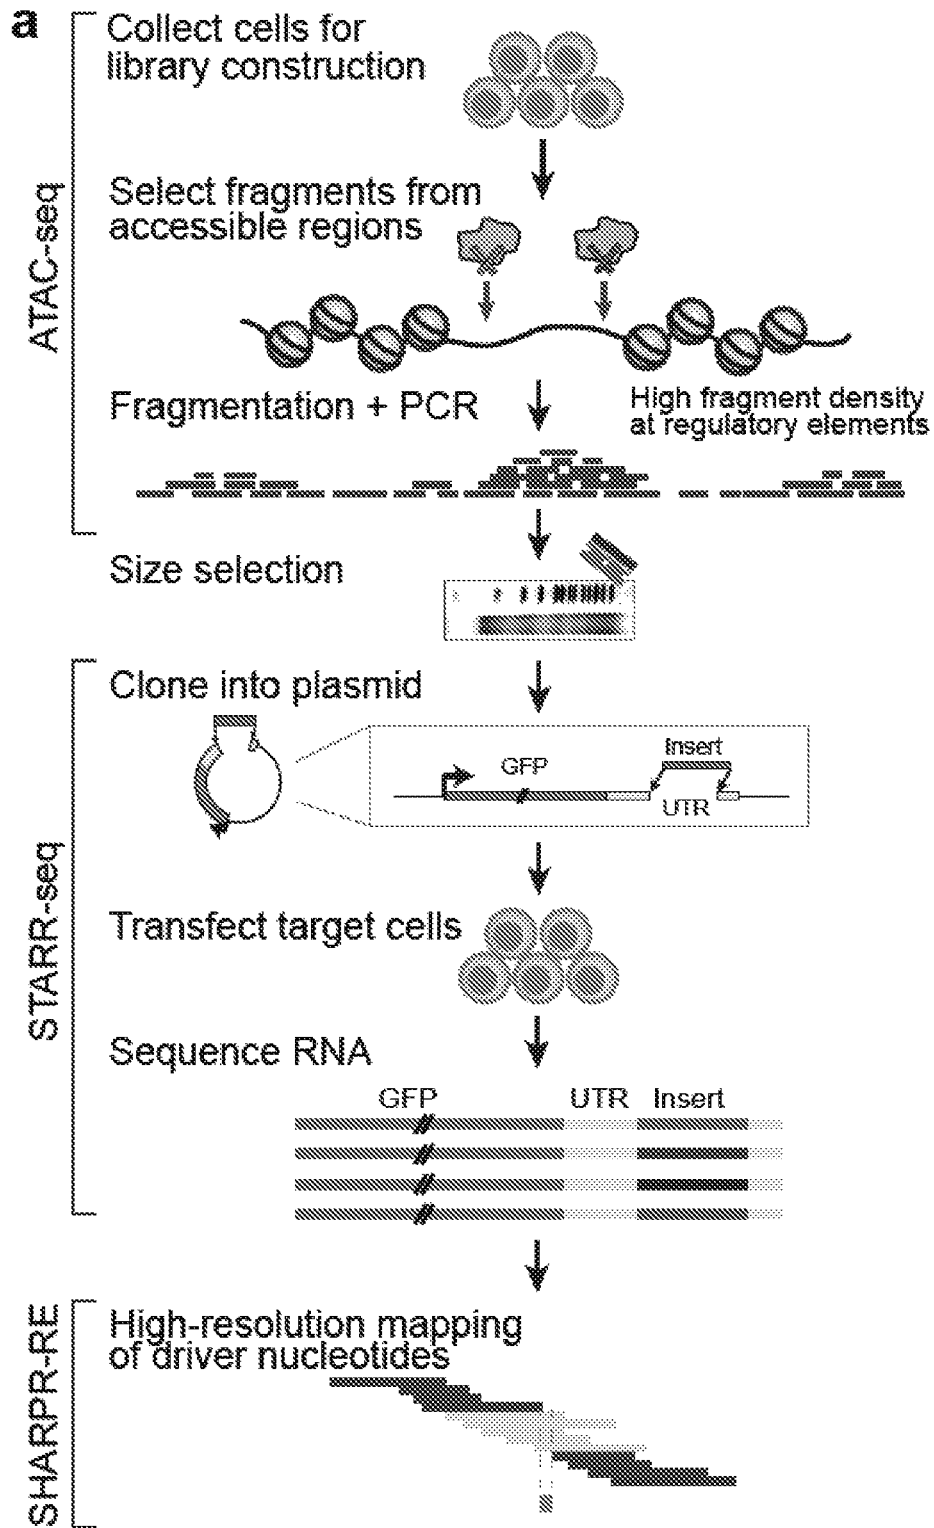 a
Collect cells for
library construction
Select fragments from
accessible regions
ATAC-seq
Fragmentation + PCR
High fragment density
at regulatory elements
Size selection
Clone into plasmid
GFP
Insert
UTR
STARR-seq
Transfect target cells
Sequence RNA
GFP UTR Insert
SHARPR-RE
High-resolution mapping
of driver nucleotides